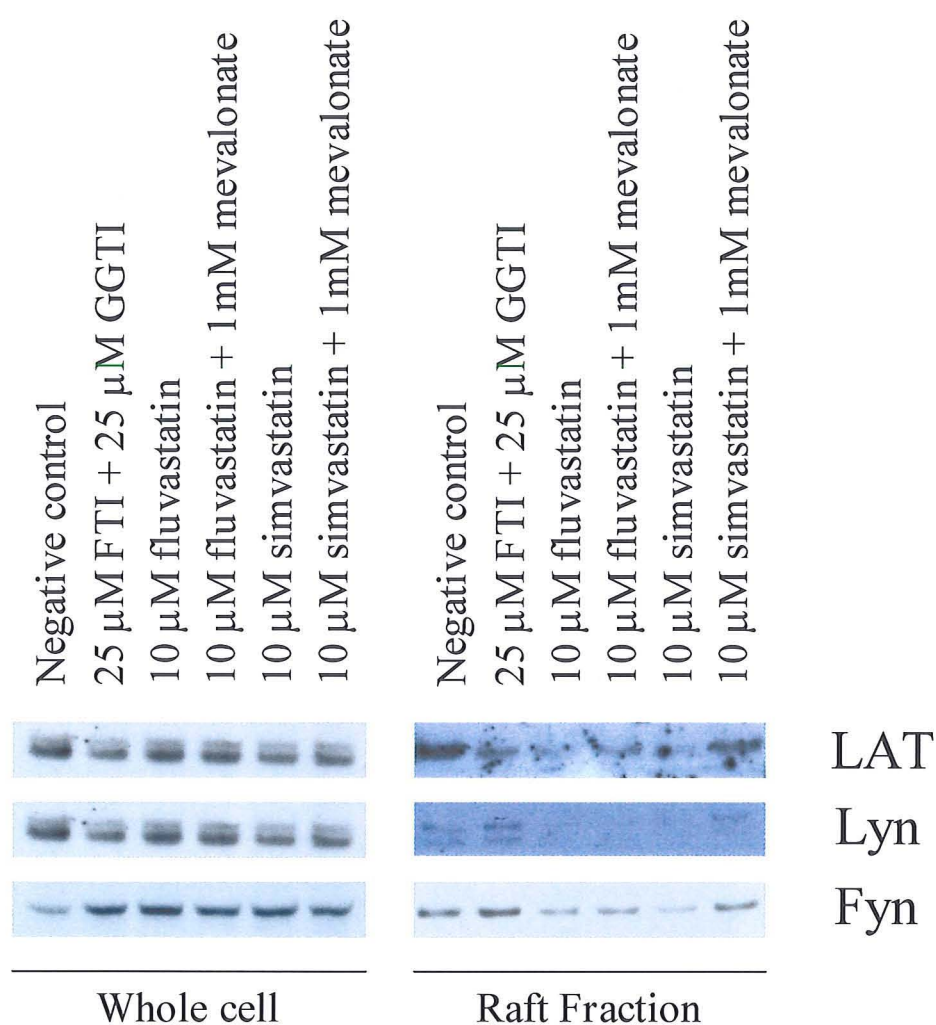 Negative control
25 μM FTI + 25 μM GGTI
10 μM fluvastatin
10 μM fluvastatin + 1mM mevalonate
10 μM simvastatin
10 μM simvastatin + 1mM mevalonate
Negative control
25 μM FTI + 25 μM GGTI
10 μM fluvastatin
10 μM fluvastatin + 1mM mevalonate
10 μM simvastatin
10 μM simvastatin + 1mM mevalonate
LAT
Lyn
Fyn
Whole cell
Raft Fraction